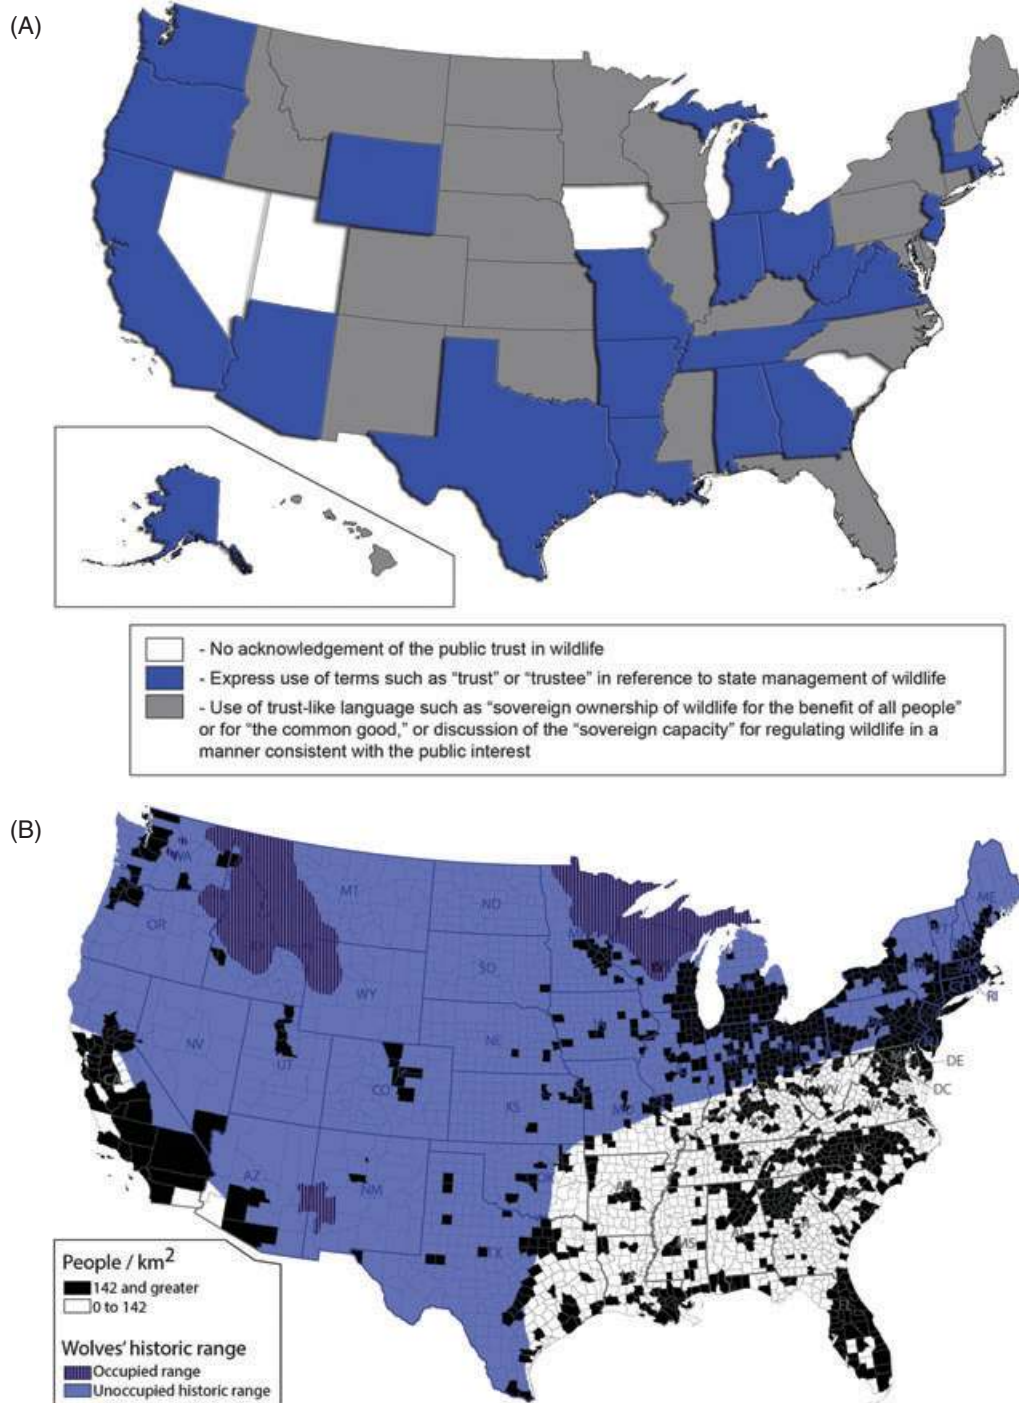 (A)
- No acknowledgement of the public trust in wildlife
- Express use of terms such as “trust” or “trustee” in reference to state management of wildlife
- Use of trust-like language such as “sovereign ownership of wildlife for the benefit of all people”
or for “the common good,” or discussion of the “sovereign capacity” for regulating wildlife in a
manner consistent with the public interest
(B)
WA
MT
ND
ME
OR
SD
WY
RI
NV
NE
UT
CO
DE
DC
KS
MO
WV
AZ
NM
TX
MS
People / km²
142 and greater
0 to 142
Wolves’ historic range
Occupied range
Unoccupied historic range